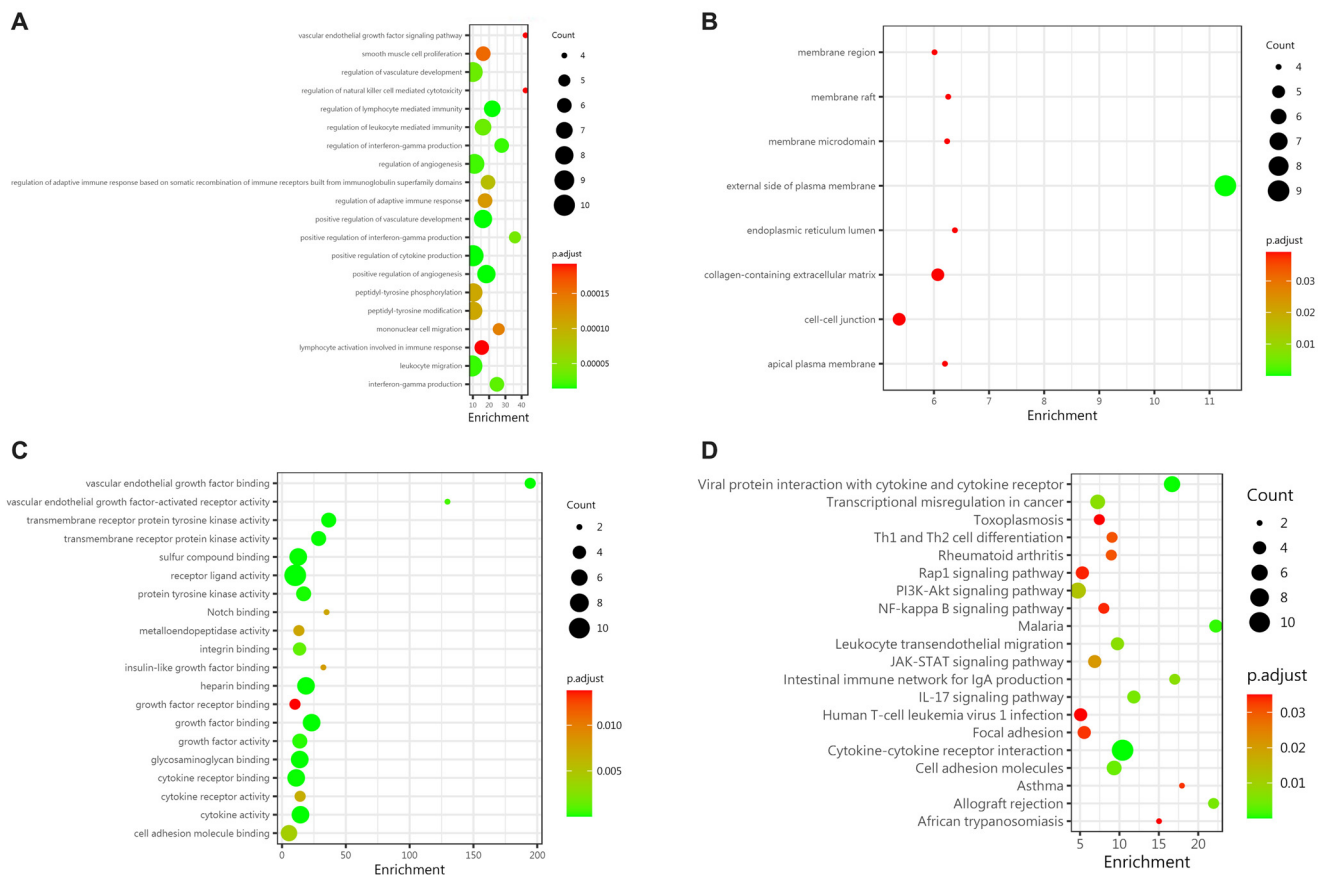 A
vascular endothelial growth factor signaling pathway
smooth muscle cell proliferation
regulation of vasculature development
regulation of natural killer cell mediated cytotoxicity
regulation of lymphocyte mediated immunity
regulation of leukocyte mediated immunity
regulation of interferon-gamma production
regulation of angiogenesis
regulation of adaptive immune response based on somatic recombination of immune receptors built from immunoglobulin superfamily domains
regulation of adaptive immune response
positive regulation of vasculature development
positive regulation of interferon-gamma production
positive regulation of cytokine production
positive regulation of angiogenesis
peptidyl-tyrosine phosphorylation
peptidyl-tyrosine modification
mononuclear cell migration
lymphocyte activation involved in immune response
leukocyte migration
interferon-gamma production
10 20 30 40
Enrichment
Count
4
5
6
7
8
9
10
p.adjust
0.00015
0.00010
0.00005
B
membrane region
membrane raft
membrane microdomain
external side of plasma membrane
endoplasmic reticulum lumen
collagen-containing extracellular matrix
cell-cell junction
apical plasma membrane
6 7 8 9 10 11
Enrichment
Count
4
5
6
7
8
9
p.adjust
0.03
0.02
0.01
C
vascular endothelial growth factor binding
vascular endothelial growth factor-activated receptor activity
transmembrane receptor protein tyrosine kinase activity
transmembrane receptor protein kinase activity
sulfur compound binding
receptor ligand activity
protein tyrosine kinase activity
Notch binding
metalloendopeptidase activity
integrin binding
insulin-like growth factor binding
heparin binding
growth factor receptor binding
growth factor binding
growth factor activity
glycosaminoglycan binding
cytokine receptor binding
cytokine receptor activity
cytokine activity
cell adhesion molecule binding
0 50 100 150 200
Enrichment
Count
2
4
6
8
10
p.adjust
0.010
0.005
D
Viral protein interaction with cytokine and cytokine receptor
Transcriptional misregulation in cancer
Toxoplasmosis
Th1 and Th2 cell differentiation
Rheumatoid arthritis
Rap1 signaling pathway
PI3K-Akt signaling pathway
NF-kappa B signaling pathway
Malaria
Leukocyte transendothelial migration
JAK-STAT signaling pathway
Intestinal immune network for IgA production
IL-17 signaling pathway
Human T-cell leukemia virus 1 infection
Focal adhesion
Cytokine-cytokine receptor interaction
Cell adhesion molecules
Asthma
Allograft rejection
African trypanosomiasis
5 10 15 20
Enrichment
Count
2
4
6
8
10
p.adjust
0.03
0.02
0.01